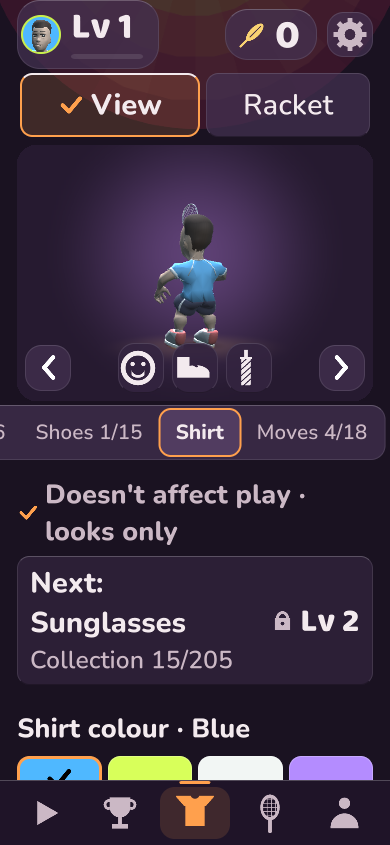 Lv 1
0
View
Racket
6
Shoes 1/15
Shirt
Moves 4/18
Doesn't affect play ·
looks only
Next:
Sunglasses
Lv 2
Collection 15/205
Shirt colour · Blue